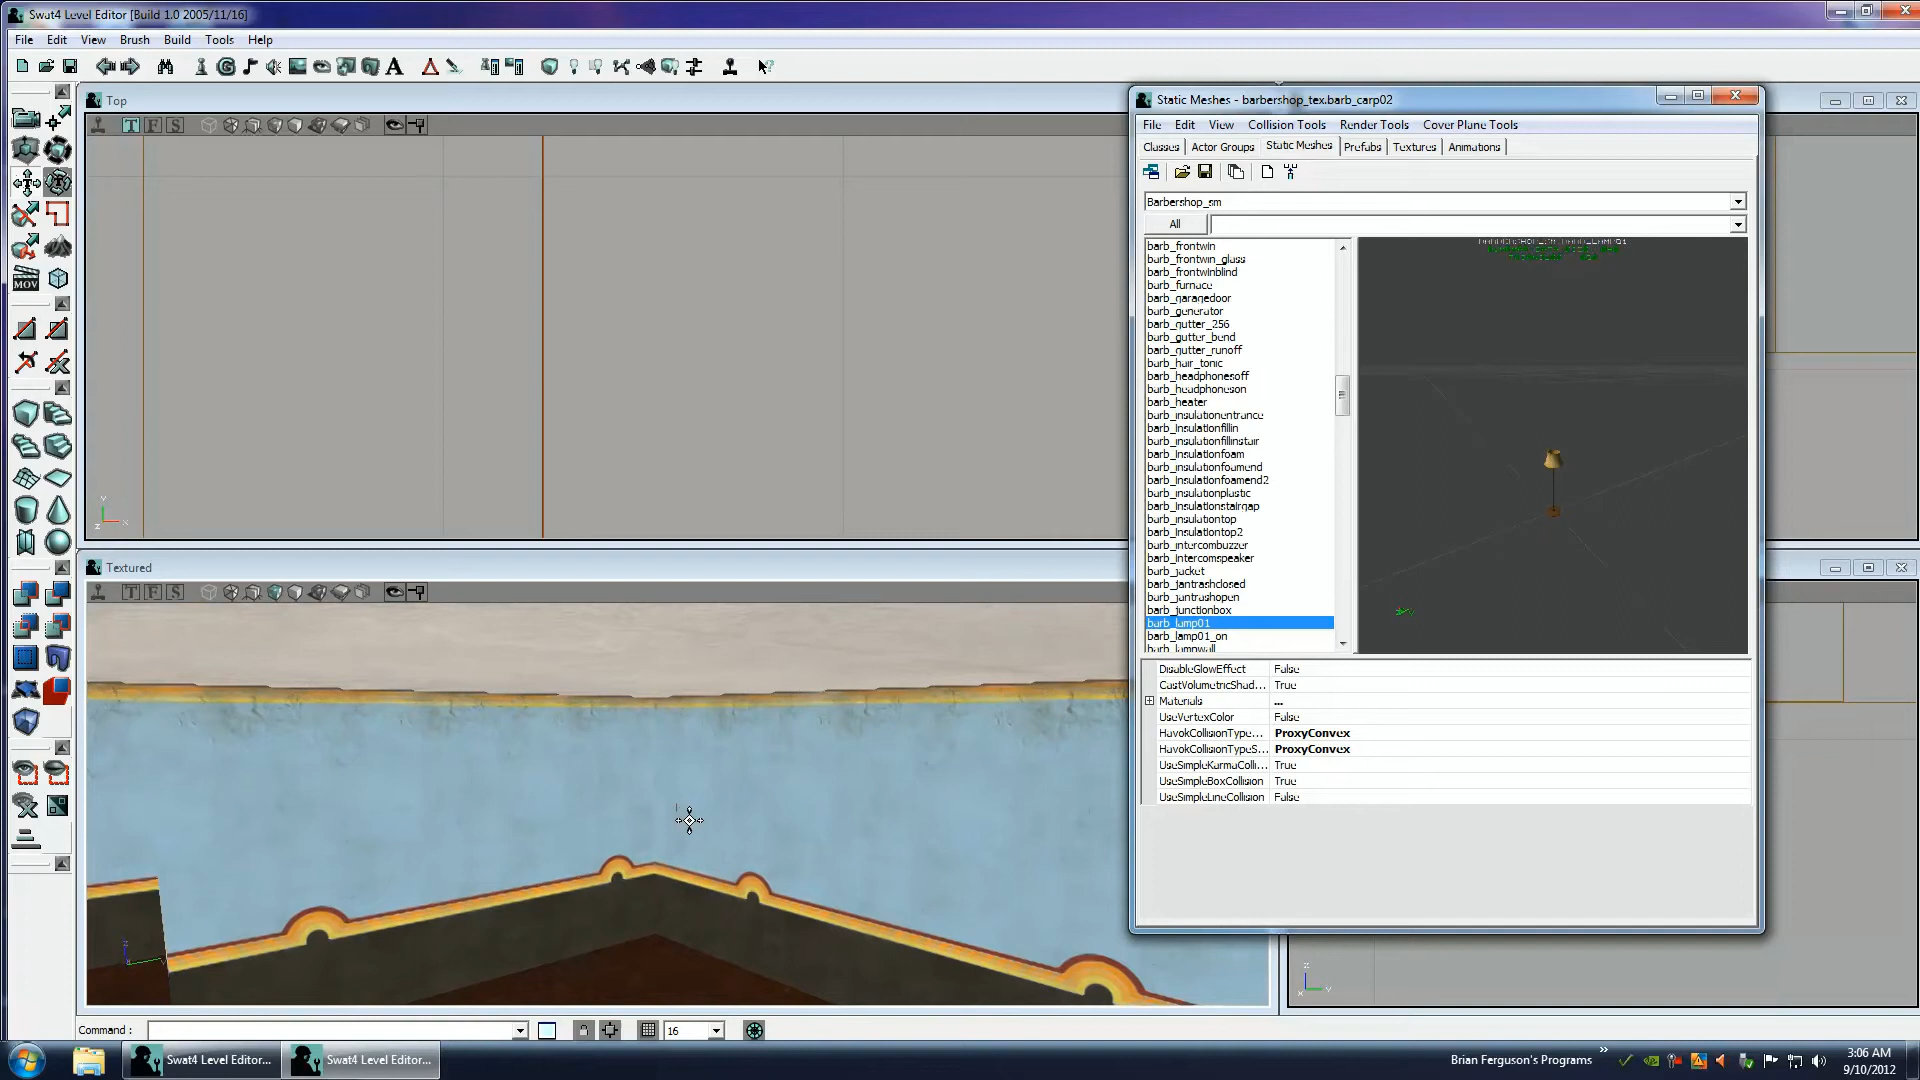 Swat4 Level Editor [Build 1.0 2005/11/16]
File Edit View Brush Build Tools Help
Top
T F S
Static Meshes - barbershop_tex.barb_carp02
File Edit View Collision Tools Render Tools Cover Plane Tools
Classes Actor Groups Static Meshes Prefabs Textures Animations
Barbershop_sm
All
barb_frontwin
barb_frontwin_glass
barb_frontwinblind
barb_furnace
barb_garagedoor
barb_generator
barb_gutter_256
barb_gutter_bend
barb_gutter_runoff
barb_hair_tonic
barb_headphonesoff
barb_headphoneson
barb_heater
barb_insulationentrance
barb_insulationfillin
barb_insulationfillinstair
barb_insulationfoam
barb_insulationfoamend
barb_insulationfoamend2
barb_insulationplastic
barb_insulationstairgap
barb_insulationtop
barb_insulationtop2
barb_intercombuzzer
barb_intercomspeaker
barb_jacket
barb_jantrashclosed
barb_jantrashopen
barb_junctionbox
barb_lamp01
barb_lamp01_on
barb_lampwall
DisableGlowEffect False
CastVolumetricShad... True
Materials ...
UseVertexColor False
HavokCollisionType... ProxyConvex
HavokCollisionTypeS... ProxyConvex
UseSimpleKarmaColli... True
UseSimpleBoxCollision True
UseSimpleLineCollision False
MOV
Textured
T F S
Command : 16
Swat4 Level Editor... Swat4 Level Editor... Brian Ferguson's Programs 3:06 AM
9/10/2012